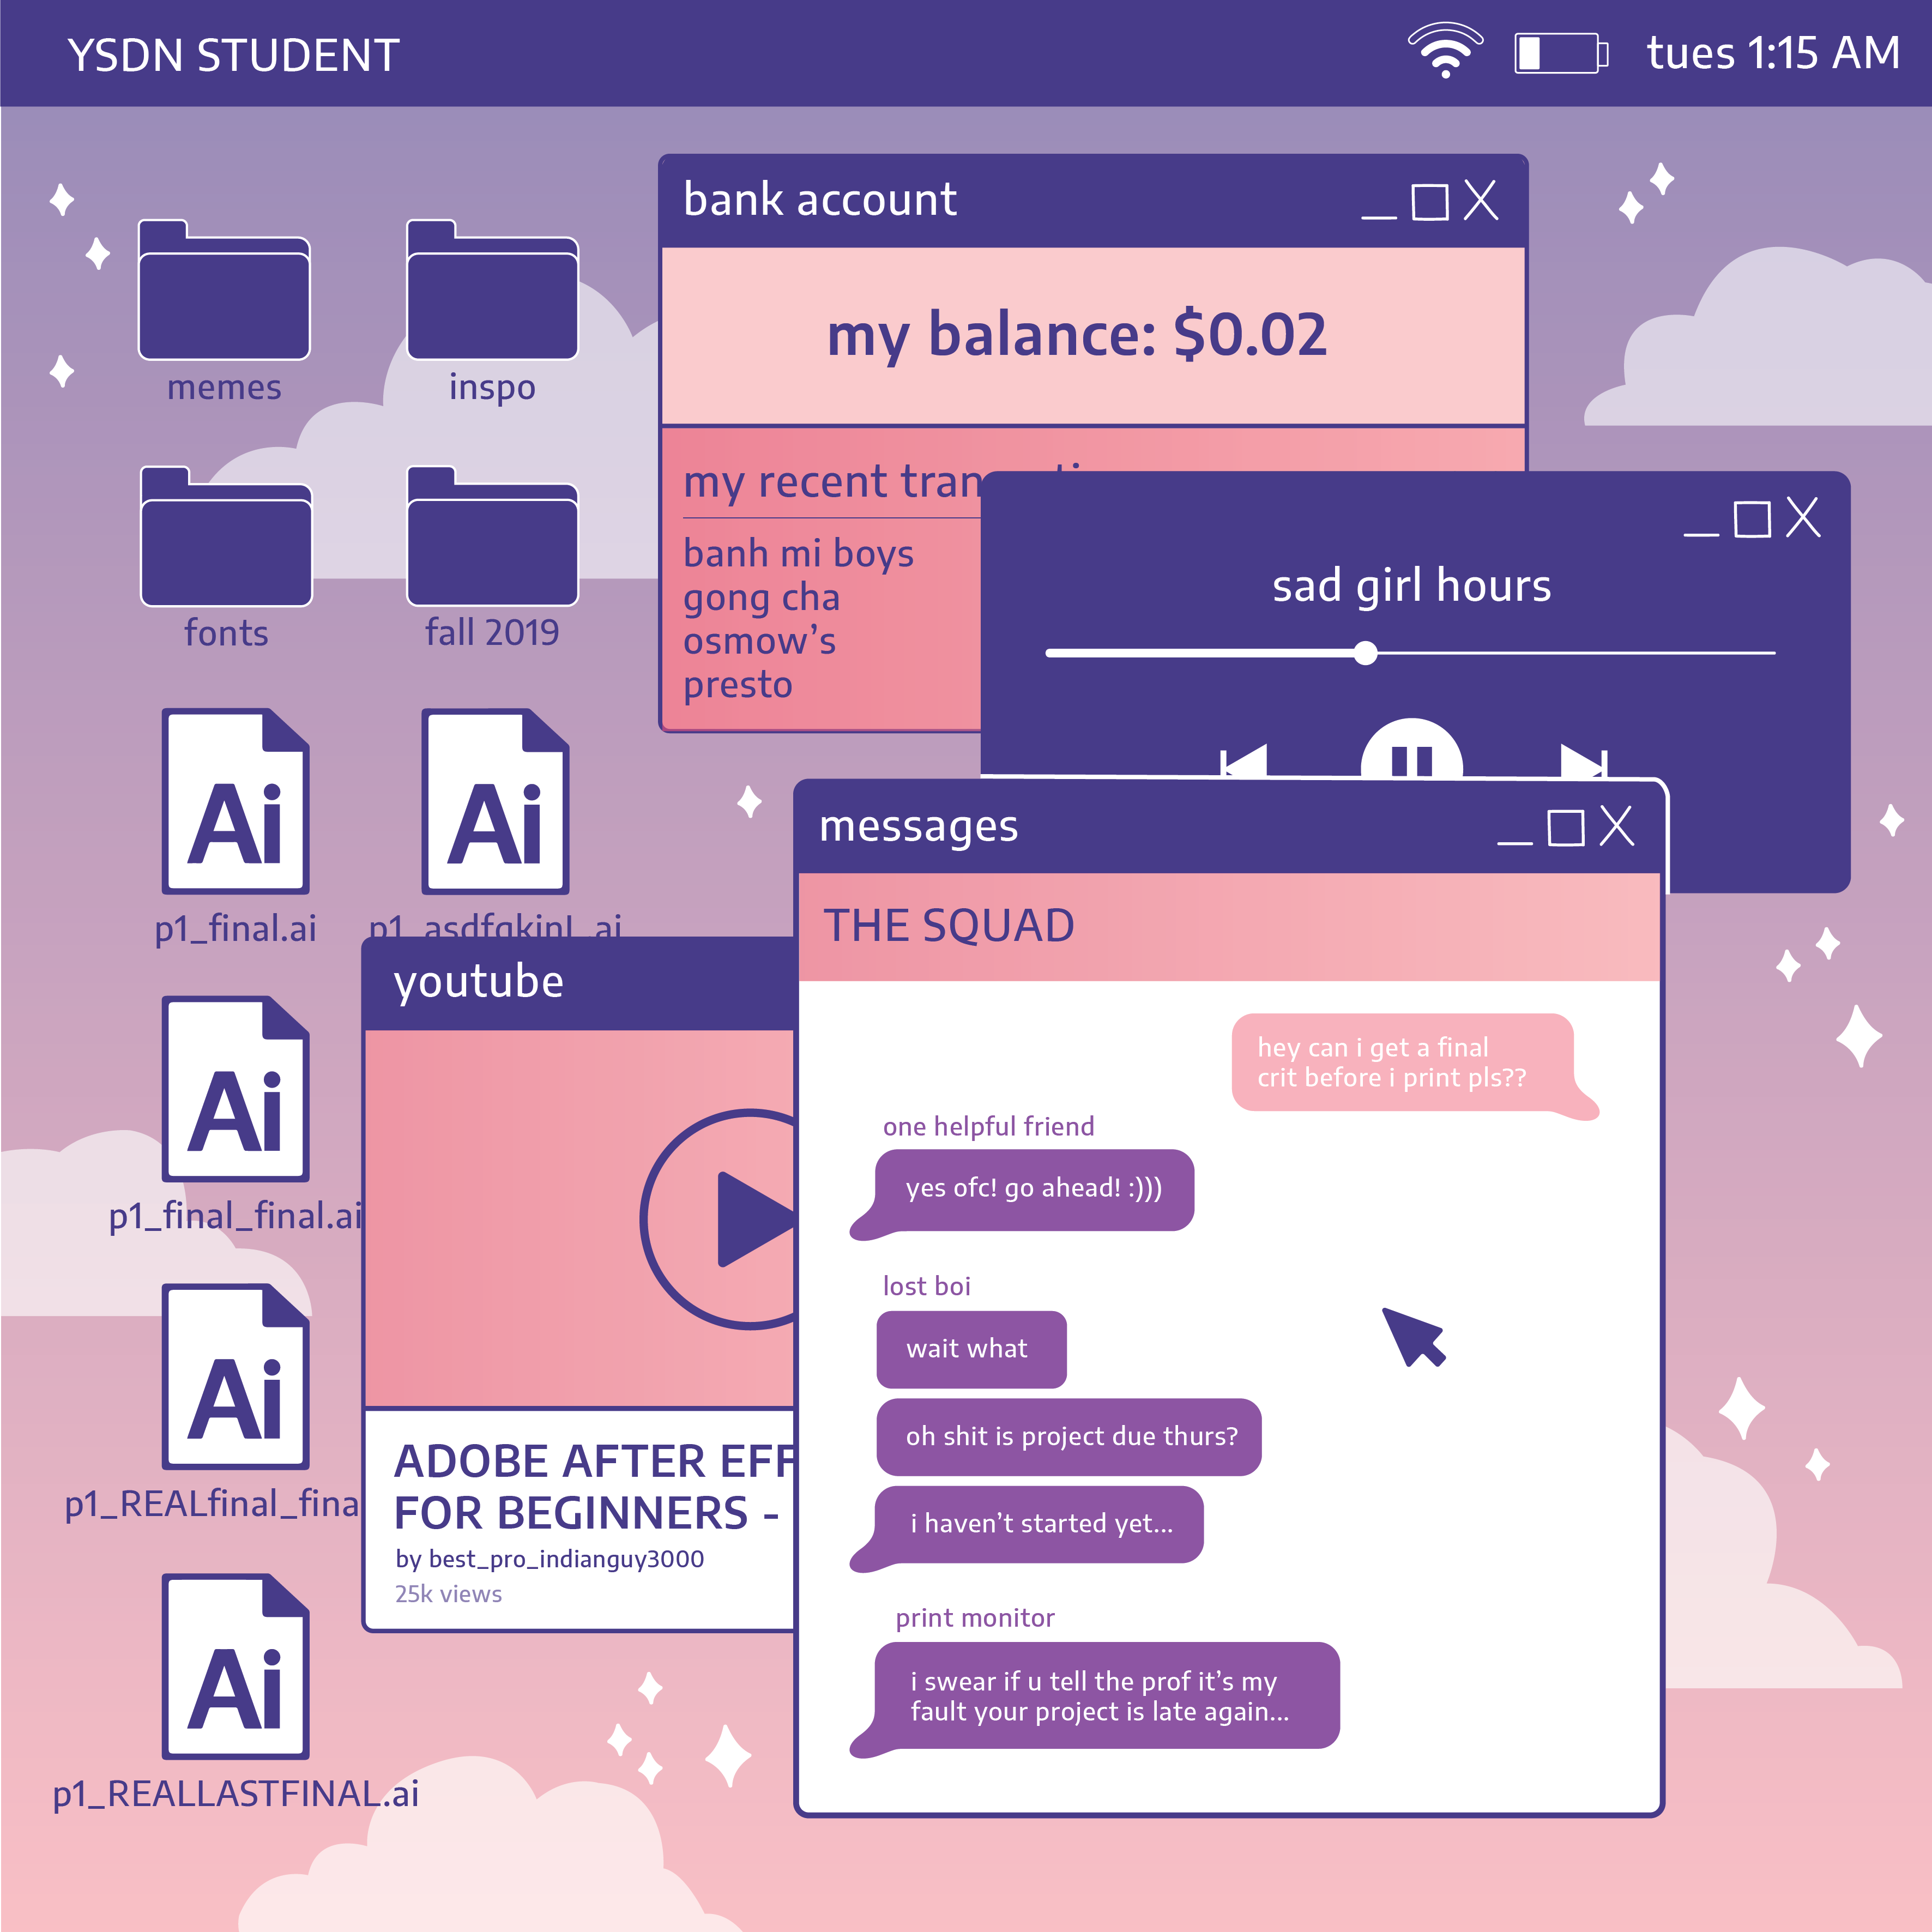 YSDN STUDENT
tues 1:15 AM
memes
inspo
fonts
fall 2019
Ai
p1_final.ai
Ai
Ai
p1_final_final.ai
Ai
p1_REALfinal_fina
Ai
p1_REALLASTFINAL.ai
bank account
my balance: $0.02
my recent tran
banh mi boys
gong cha
osmow's
presto
sad girl hours
youtube
ADOBE AFTER EFF
FOR BEGINNERS -
by best_pro_indianguy3000
25k views
messages
THE SQUAD
hey can i get a final
crit before i print pls??
one helpful friend
yes ofc! go ahead! :)))
lost boi
wait what
oh shit is project due thurs?
i haven't started yet...
print monitor
i swear if u tell the prof it's my
fault your project is late again...